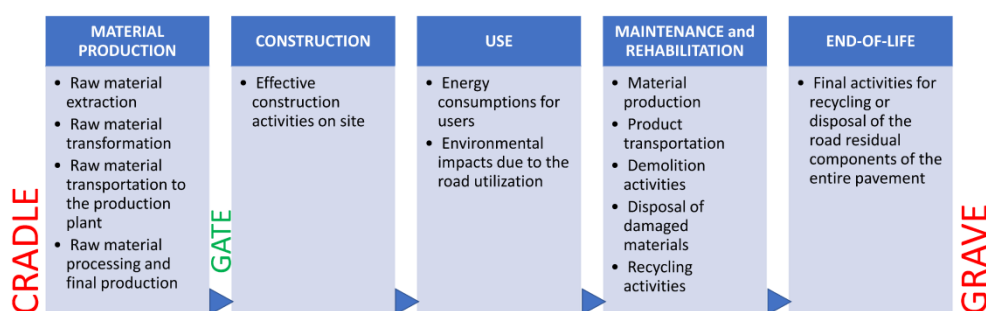 CRADLE
MATERIAL
PRODUCTION
• Raw material
extraction
• Raw material
transformation
• Raw material
transportation to
the production
plant
• Raw material
processing and
final production
GATE
CONSTRUCTION
• Effective
construction
activities on site
USE
• Energy
consumptions for
users
• Environmental
impacts due to the
road utilization
MAINTENANCE and
REHABILITATION
• Material
production
• Product
transportation
• Demolition
activities
• Disposal of
damaged
materials
• Recycling
activities
END-OF-LIFE
• Final activities for
recycling or
disposal of the
road residual
components of the
entire pavement
GRAVE